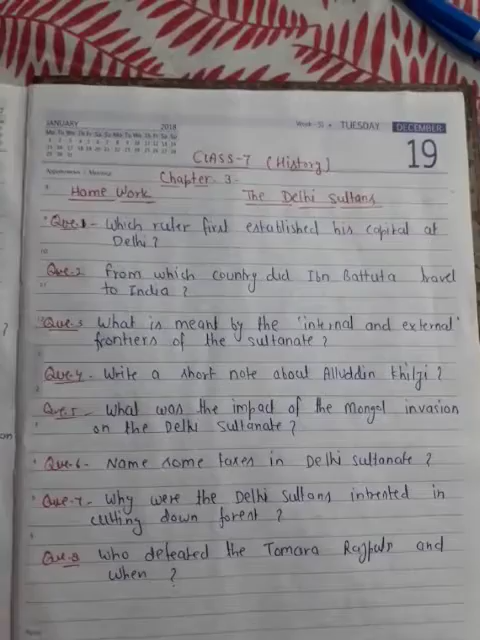 JANUARY 2018
Week - 51 • TUESDAY DECEMBER
19
CLASS-7 (History)
Appointment / Meeting
Chapter - 3 -
Home Work The Delhi Sultans
Que.1- Which ruler first established his capital at
Delhi ?
Que.2 From which country did Ibn Battuta travel
to India ?
Que.3 What is meant by the 'internal and external'
frontiers of the sultanate ?
Que.4- Write a short note about Alluddin Khilzi ?
Que.5- What was the impact of the Mongol invasion
on the Delhi Sultanate ?
Que.6- Name some taxes in Delhi sultanate ?
Que.7- Why were the Delhi Sultans intrested in
cutting down forest ?
Que.8 Who defeated the Tomara Rajputs and
When ?